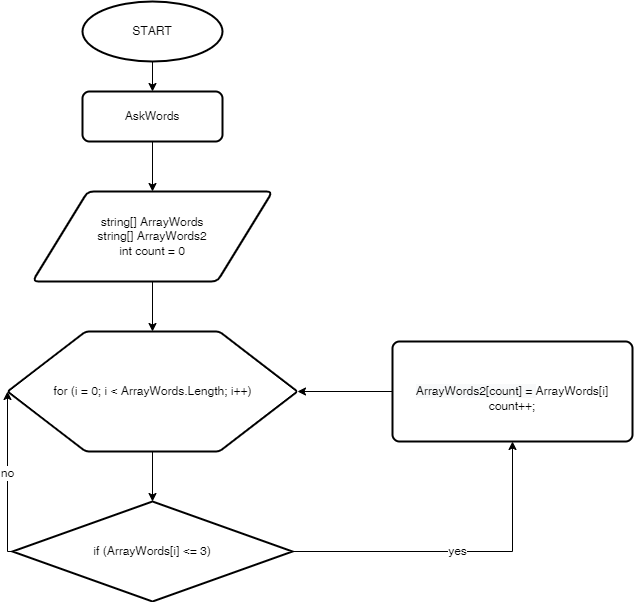 START
AskWords
string[] ArrayWords
string[] ArrayWords2
int count = 0
for (i = 0; i < ArrayWords.Length; i++)
ArrayWords2[count] = ArrayWords[i]
count++;
no
if (ArrayWords[i] <= 3)
yes